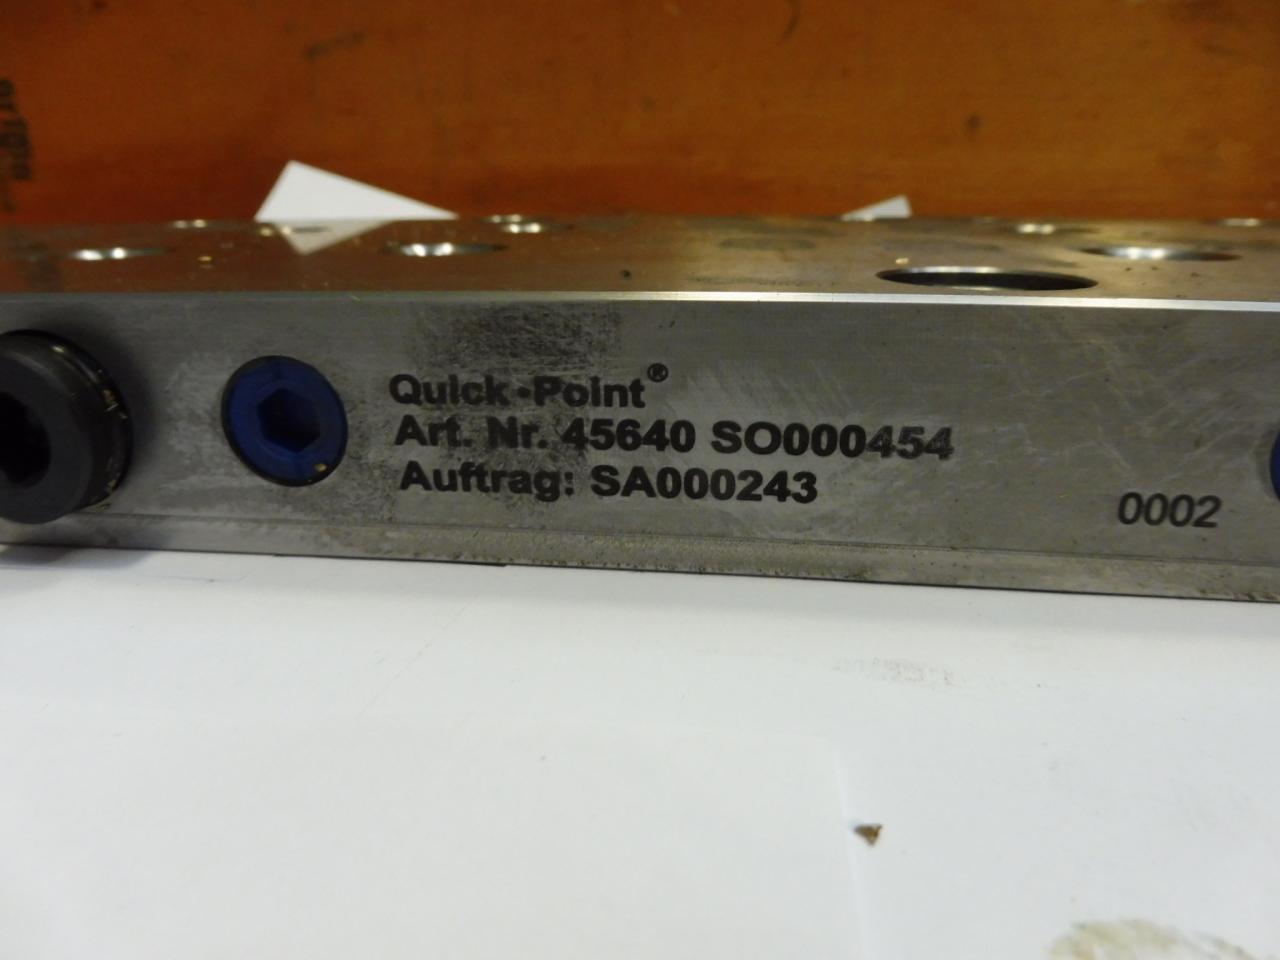 Quick•Point®
Art. Nr. 45640 SO000454
Auftrag: SA000243
0002